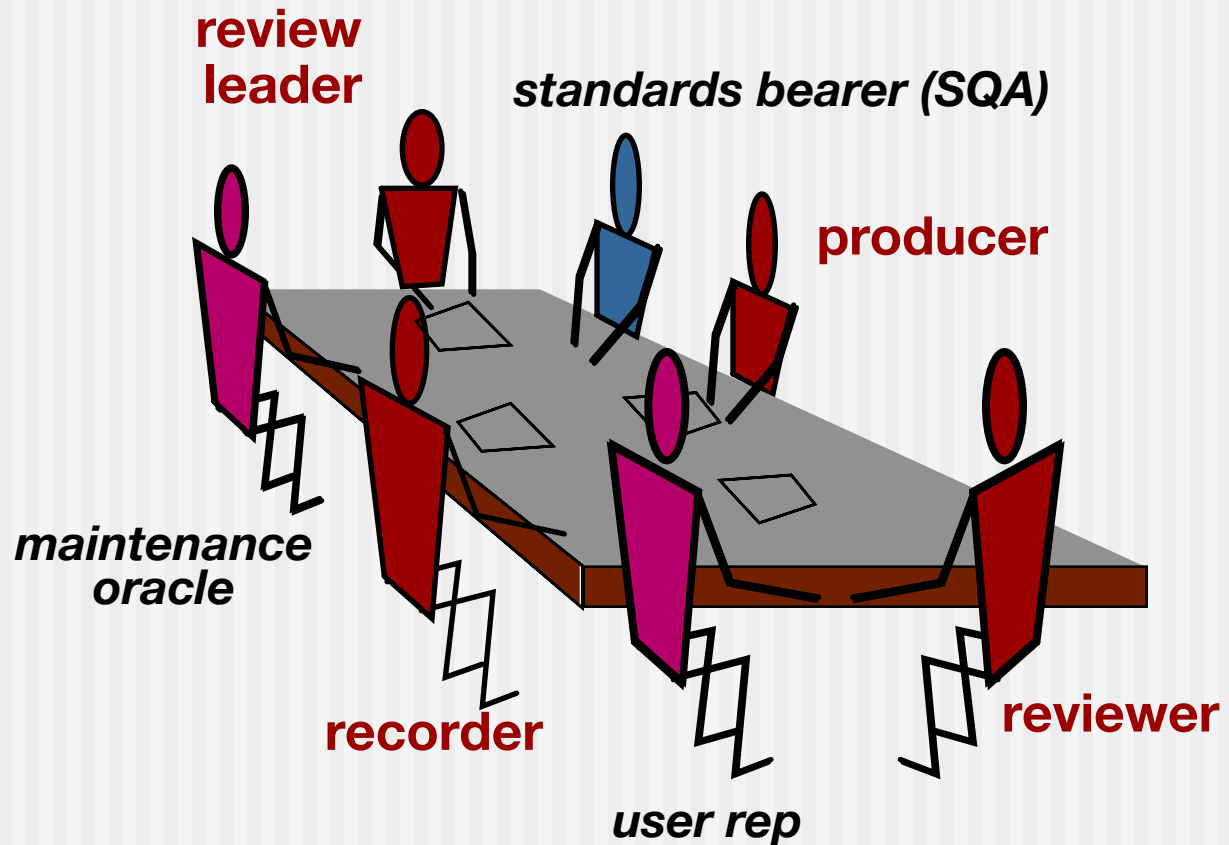 review
leader
standards bearer (SQA)
producer
maintenance
oracle
recorder
reviewer
user rep